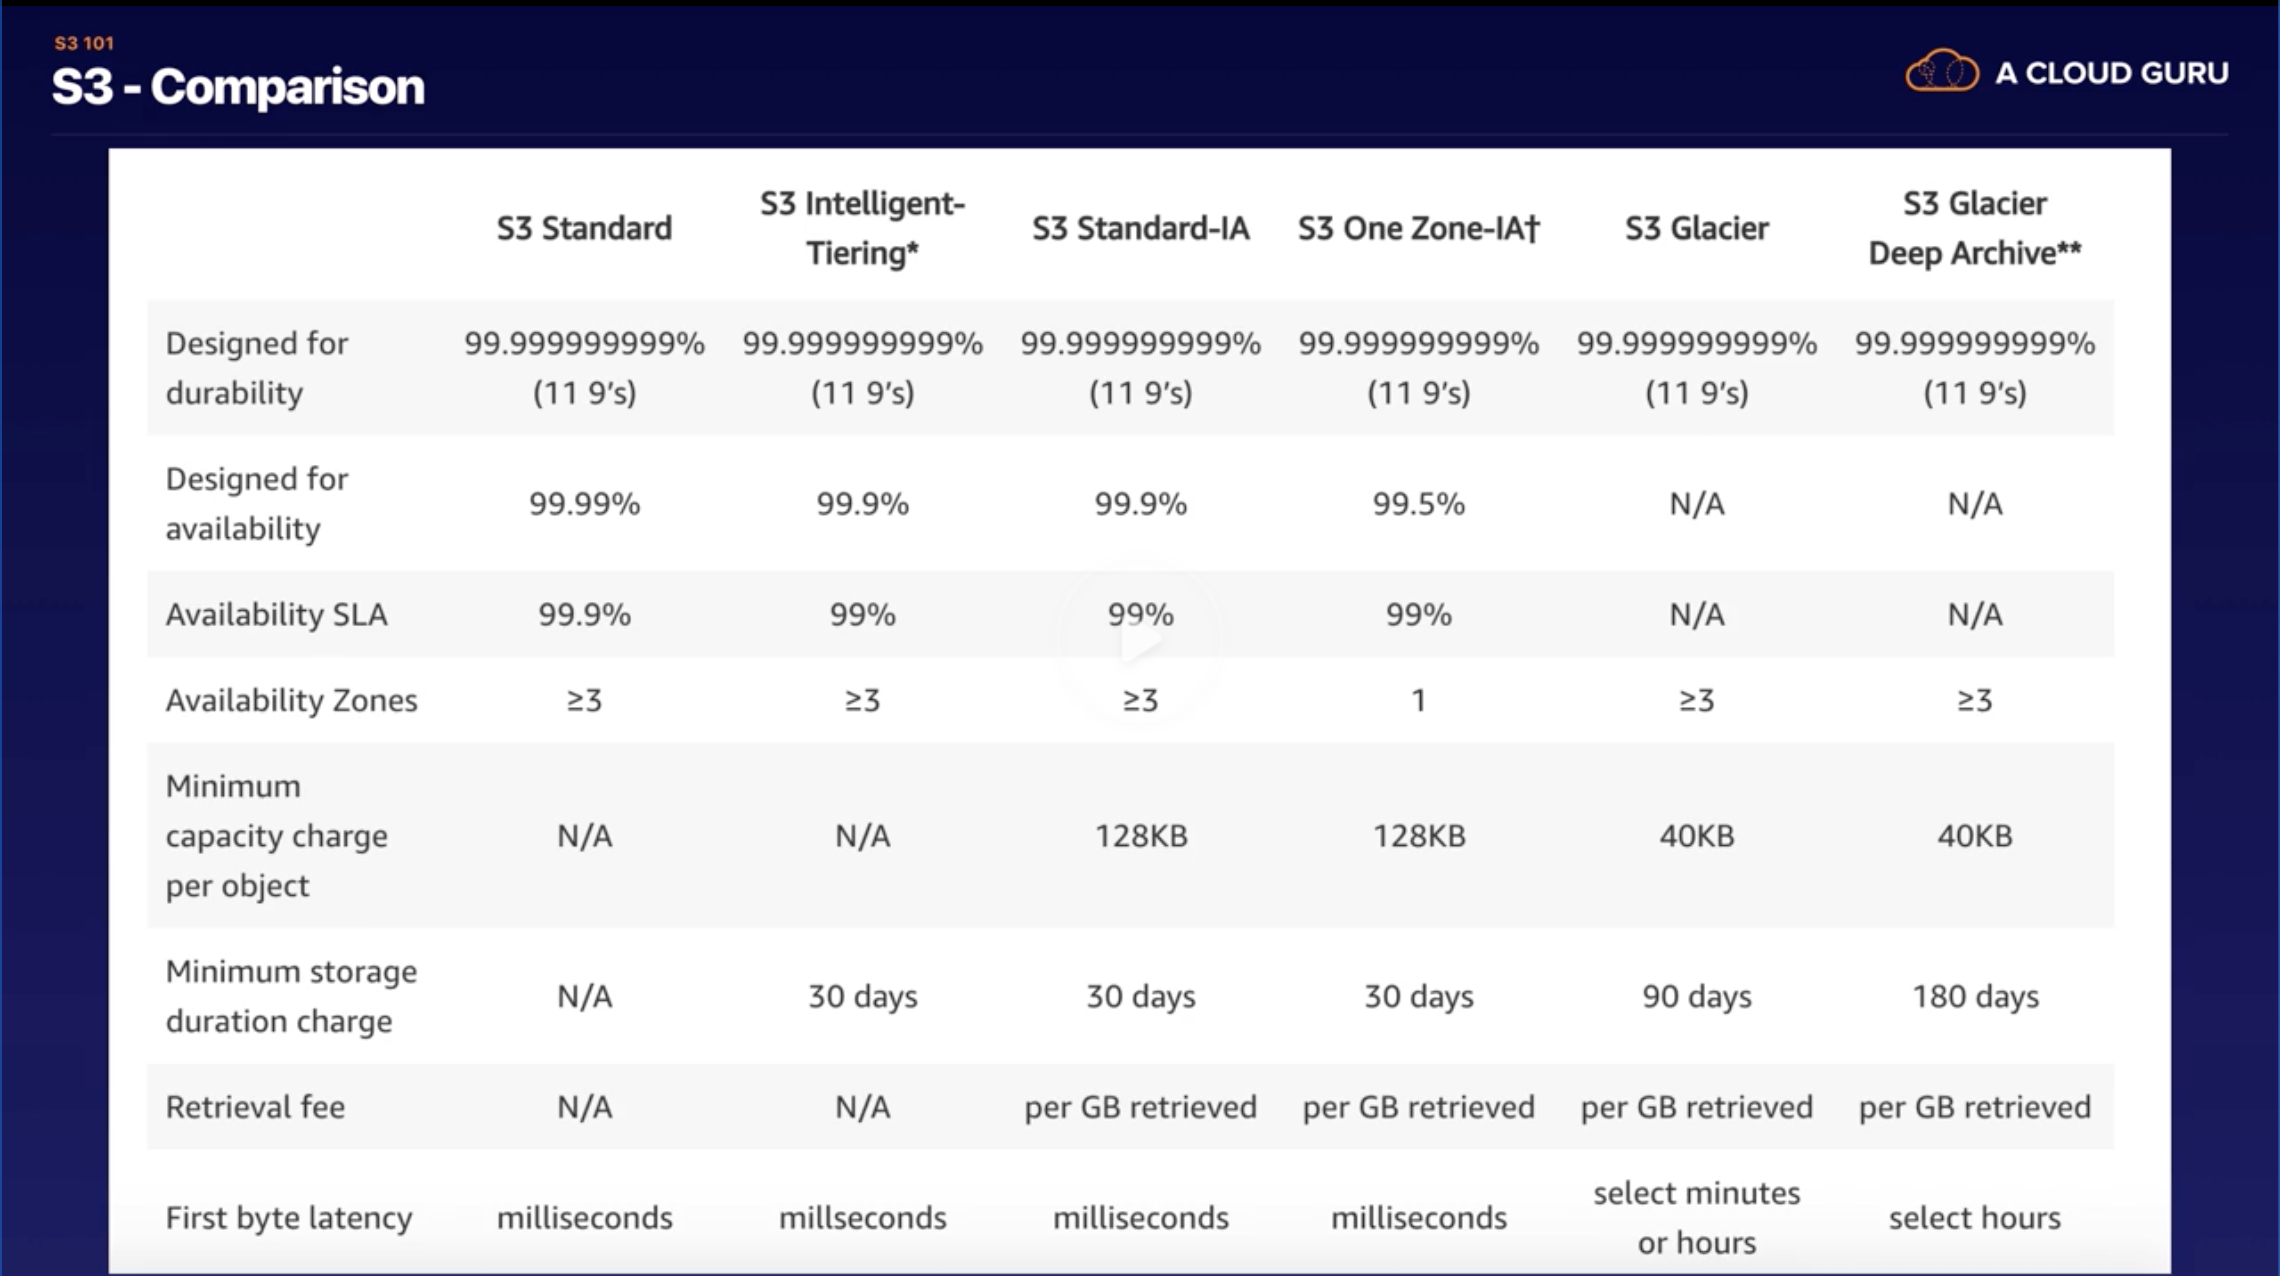 S3 101
S3 - Comparison
A CLOUD GURU
S3 Standard
S3 Intelligent-
Tiering*
S3 Standard-IA
S3 One Zone-IA†
S3 Glacier
S3 Glacier
Deep Archive**
Designed for
durability
99.999999999%
(11 9’s)
99.999999999%
(11 9’s)
99.999999999%
(11 9’s)
99.999999999%
(11 9’s)
99.999999999%
(11 9’s)
99.999999999%
(11 9’s)
Designed for
availability
99.99%
99.9%
99.9%
99.5%
N/A
N/A
Availability SLA
99.9%
99%
99%
99%
N/A
N/A
Availability Zones
≥3
≥3
≥3
1
≥3
≥3
Minimum
capacity charge
per object
N/A
N/A
128KB
128KB
40KB
40KB
Minimum storage
duration charge
N/A
30 days
30 days
30 days
90 days
180 days
Retrieval fee
N/A
N/A
per GB retrieved
per GB retrieved
per GB retrieved
per GB retrieved
First byte latency
milliseconds
millseconds
milliseconds
milliseconds
select minutes
or hours
select hours